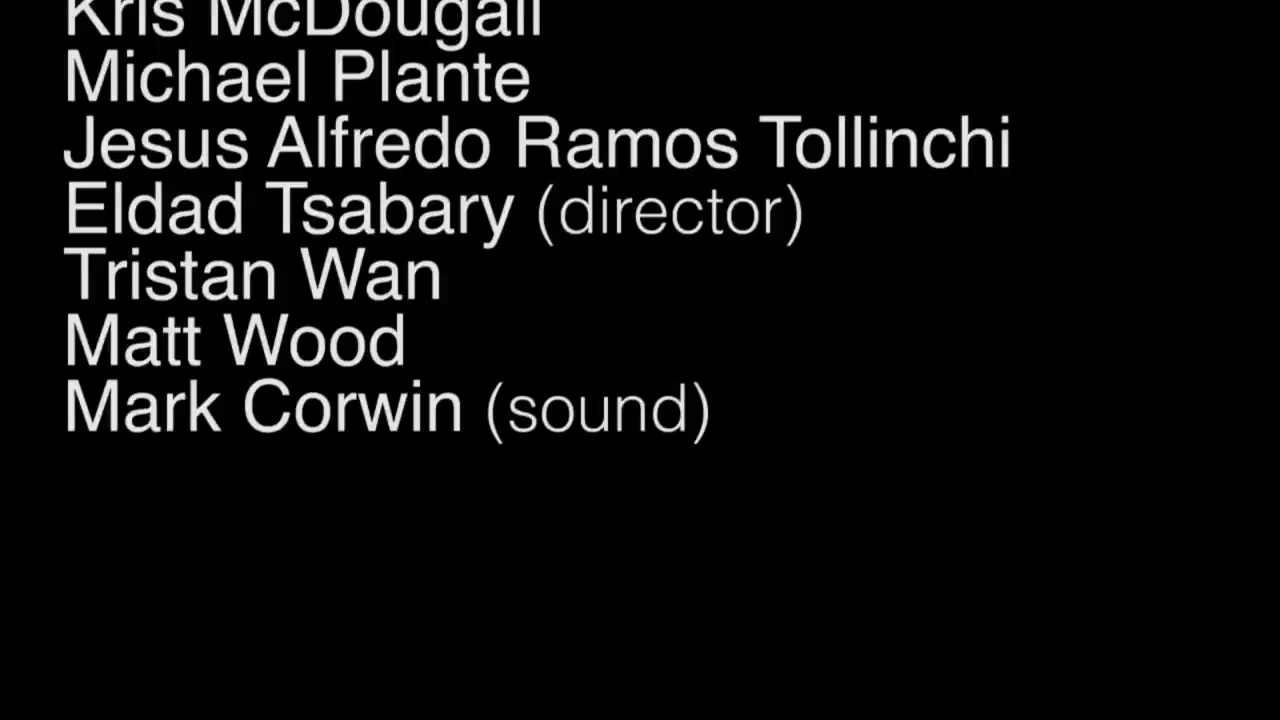 Kris McDougall
Michael Plante
Jesus Alfredo Ramos Tollinchi
Eldad Tsabary (director)
Tristan Wan
Matt Wood
Mark Corwin (sound)